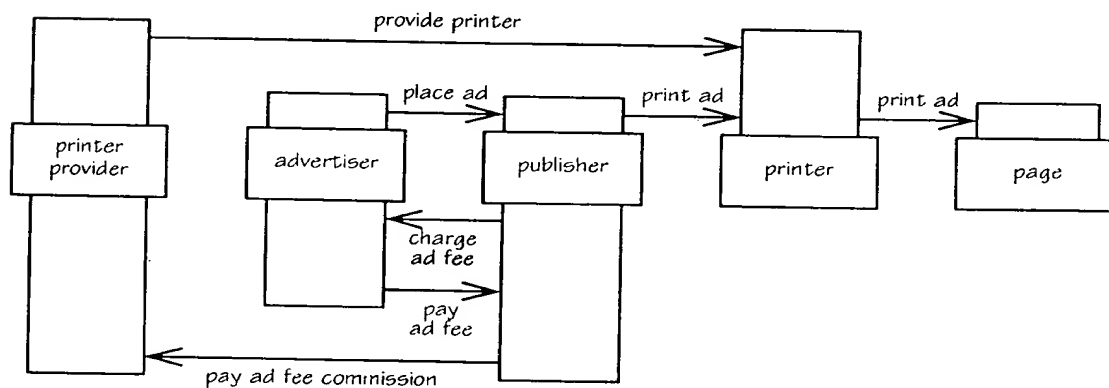 provide printer
place ad
print ad
print ad
printer
provider
advertiser
publisher
printer
page
charge
ad fee
pay
ad fee
pay ad fee commission